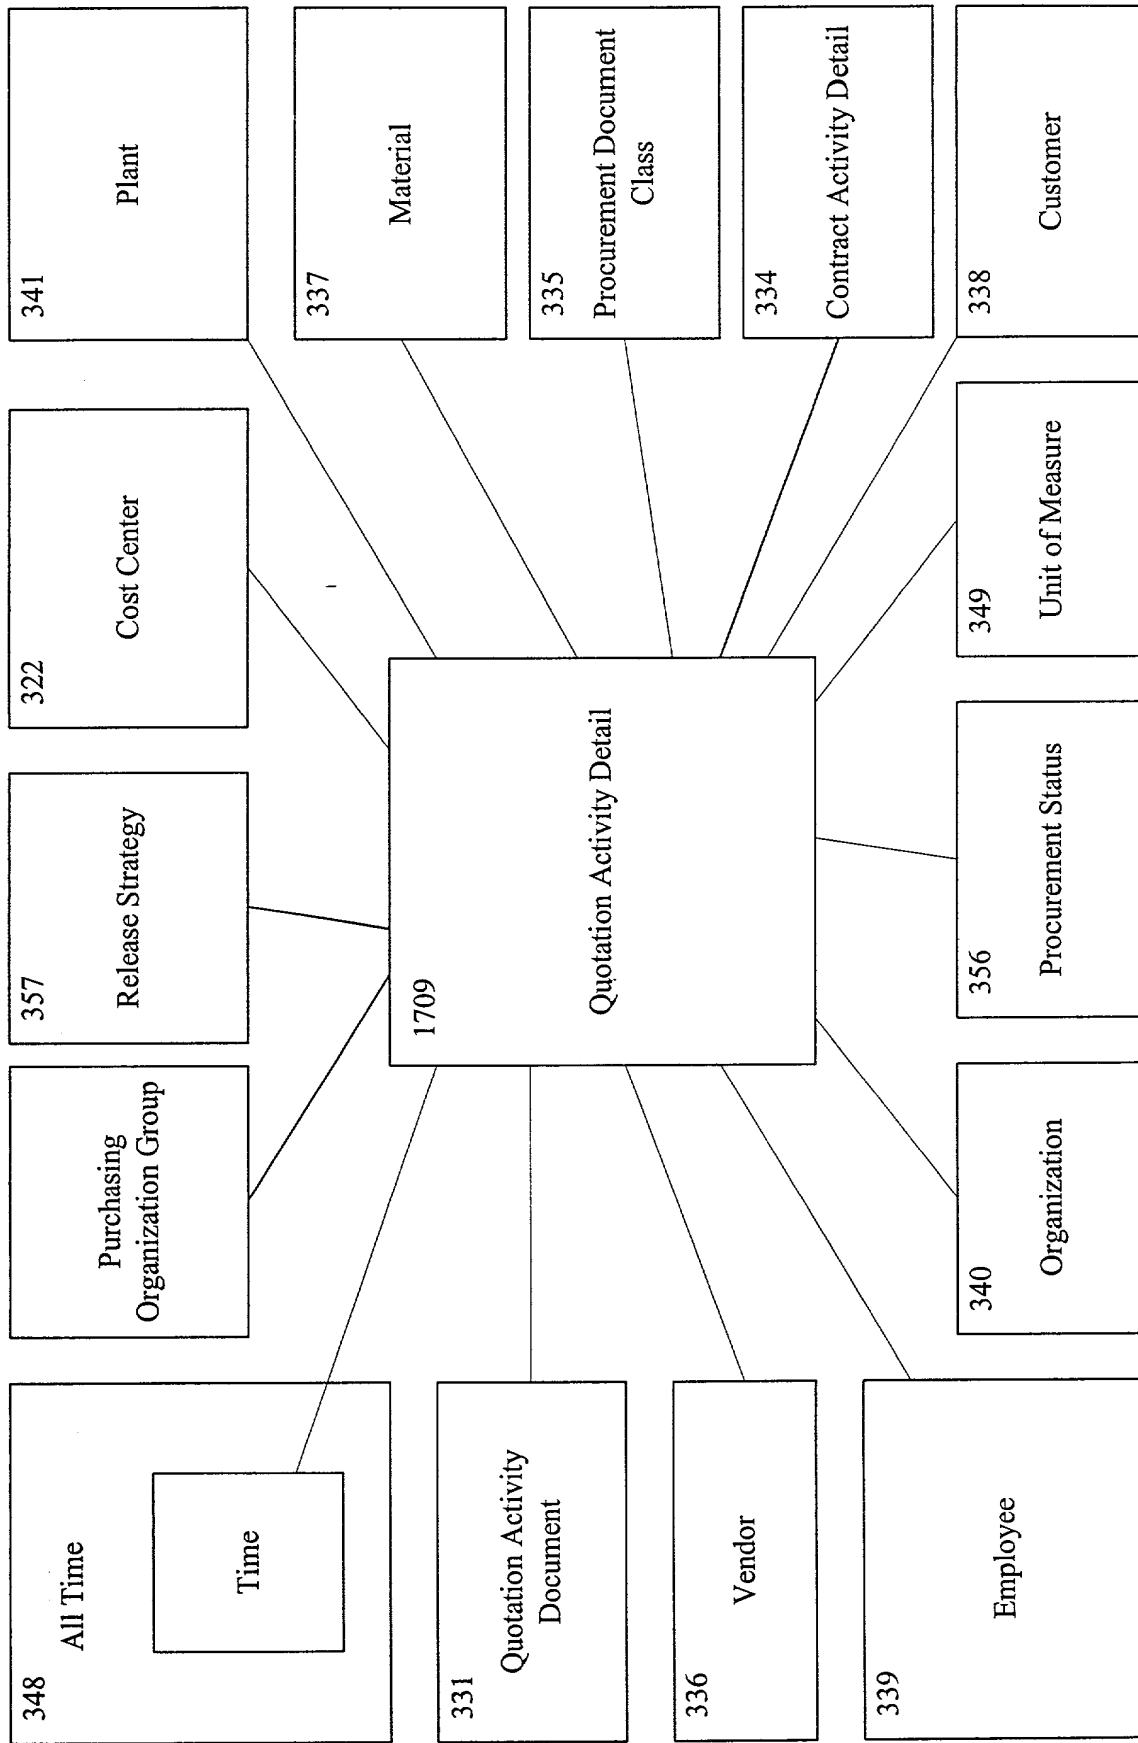 348
All Time
Time
Purchasing
Organization Group
357
Release Strategy
322
Cost Center
341
Plant
331
Quotation Activity
Document
1709
Quotation Activity Detail
337
Material
335
Procurement Document
Class
336
Vendor
334
Contract Activity Detail
339
Employee
340
Organization
356
Procurement Status
349
Unit of Measure
338
Customer